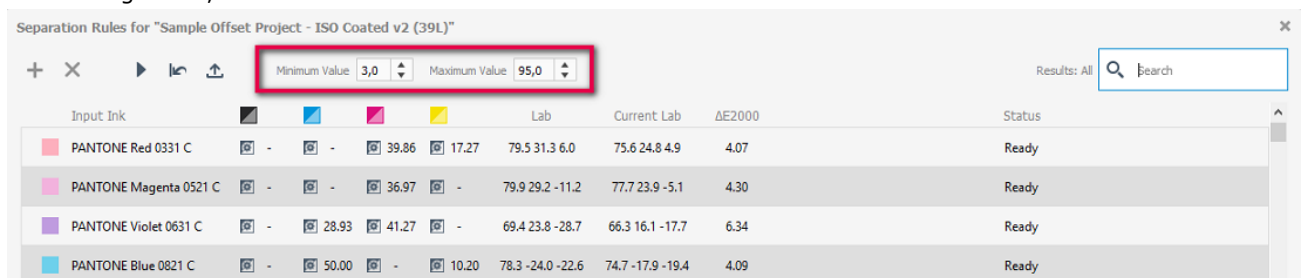 Separation Rules for "Sample Offset Project - ISO Coated v2 (39L)"
Minimum Value 3,0 Maximum Value 95,0 Results: All Search
Input Ink Lab Current Lab ΔE2000 Status
PANTONE Red 0331 C - - 39.86 17.27 79.5 31.3 6.0 75.6 24.8 4.9 4.07 Ready
PANTONE Magenta 0521 C - - 36.97 - 79.9 29.2 -11.2 77.7 23.9 -5.1 4.30 Ready
PANTONE Violet 0631 C - 28.93 41.27 - 69.4 23.8 -28.7 66.3 16.1 -17.7 6.34 Ready
PANTONE Blue 0821 C - 50.00 - 10.20 78.3 -24.0 -22.6 74.7 -17.9 -19.4 4.09 Ready